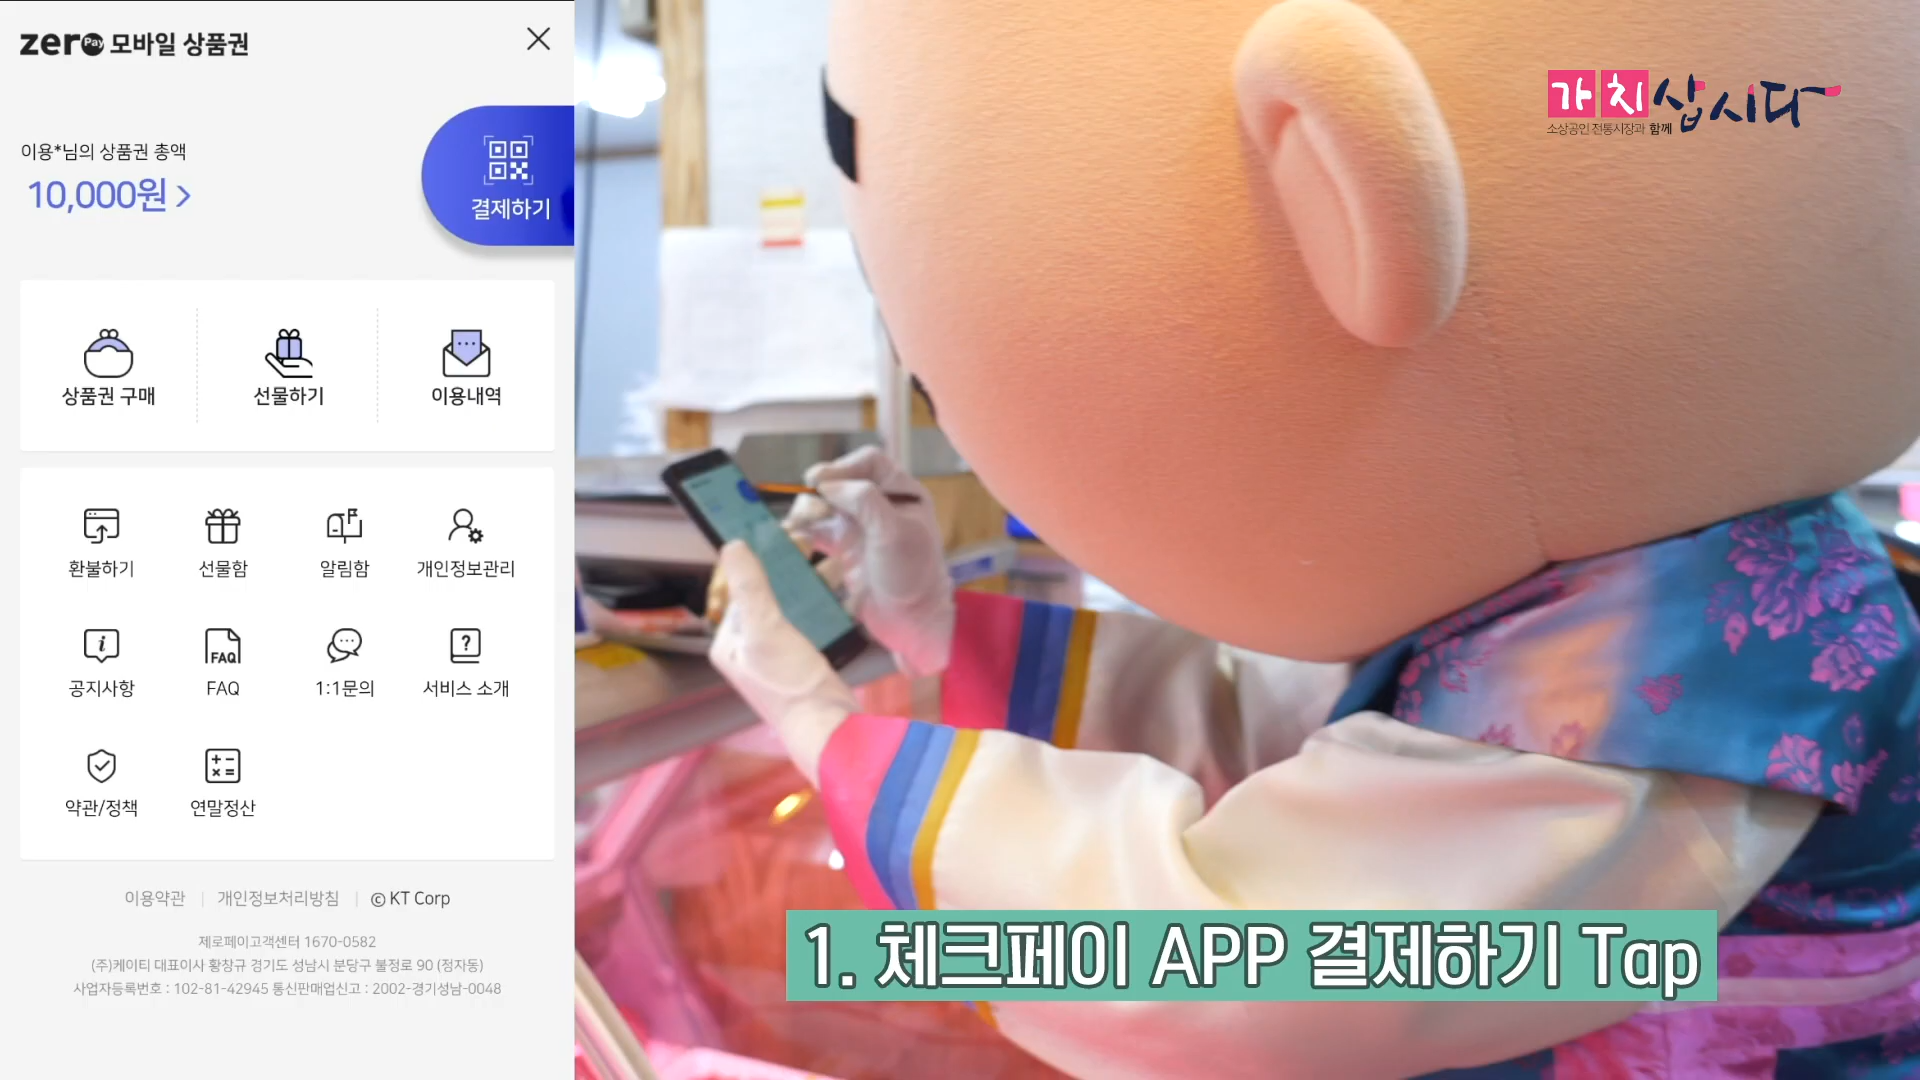 zero Pay 모바일 상품권
이용*님의 상품권 총액
10,000원 >
결제하기
상품권 구매
선물하기
이용내역
환불하기
선물함
알림함
개인정보관리
공지사항
FAQ
FAQ
1:1문의
서비스 소개
약관/정책
연말정산
이용약관 | 개인정보처리방침 | ⓒ KT Corp
제로페이고객센터 1670-0582
(주)케이티 대표이사 황창규 경기도 성남시 분당구 불정로 90 (정자동)
사업자등록번호 : 102-81-42945 통신판매업신고 : 2002-경기성남-0048
가치삽시다
소상공인 전통시장과 함께
1. 체크페이 APP 결제하기 Tap